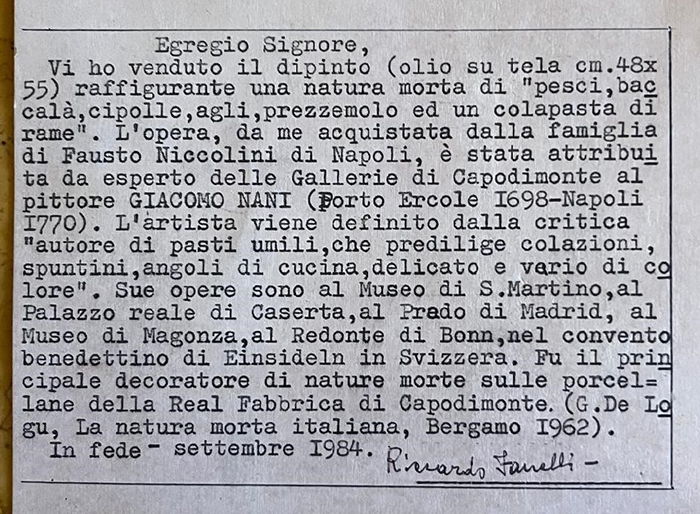 Egregio Signore,
Vi ho venduto il dipinto (olio su tela cm.48x
55) raffigurante una natura morta di "pesci,bac
calà,cipolle,agli,prezzemolo ed un colapasta di
rame". L'opera, da me acquistata dalla famiglia
di Fausto Niccolini di Napoli, è stata attribui
ta da esperto delle Gallerie di Capodimonte al
pittore GIACOMO NANI (Porto Ercole I698-Napoli
I770). L'artista viene definito dalla critica
"autore di pasti umili,che predilige colazioni,
spuntini,angoli di cucina,delicato e vario di co
lore". Sue opere sono al Museo di S.Martino,al
Palazzo reale di Caserta,al Prado di Madrid, al
Museo di Magonza,al Redonte di Bonn,nel convento
benedettino di Einsideln in Svizzera. Fu il prin
cipale decoratore di nature morte sulle porcel=
lane della Real Fabbrica di Capodimonte. (G.De Lo
gu, La natura morta italiana, Bergamo I962).
In fede - settembre I984. Riccardo